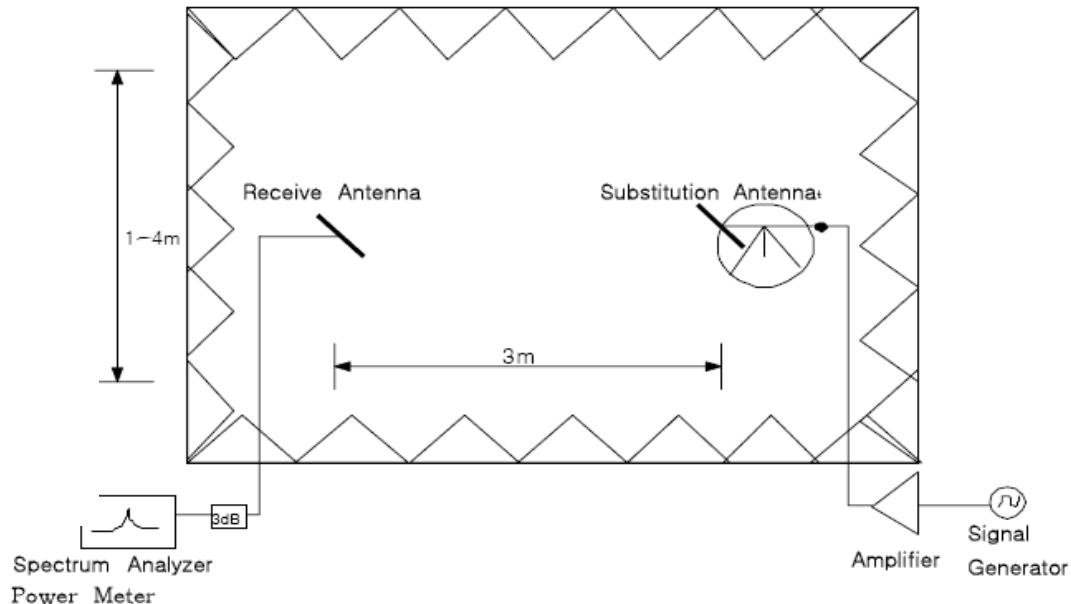 Receive Antenna
Substitution Antenna
1-4m
3m
3dB
Spectrum Analyzer
Power Meter
Amplifier
Signal
Generator